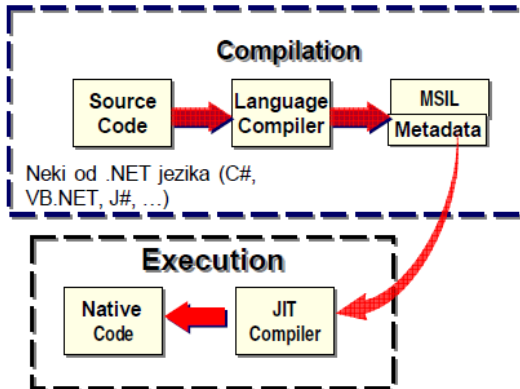 Compilation
Source
Code
Language
Compiler
MSIL
Metadata
Neki od .NET jezika (C#,
VB.NET, J#, ...)
Execution
Native
Code
JIT
Compiler